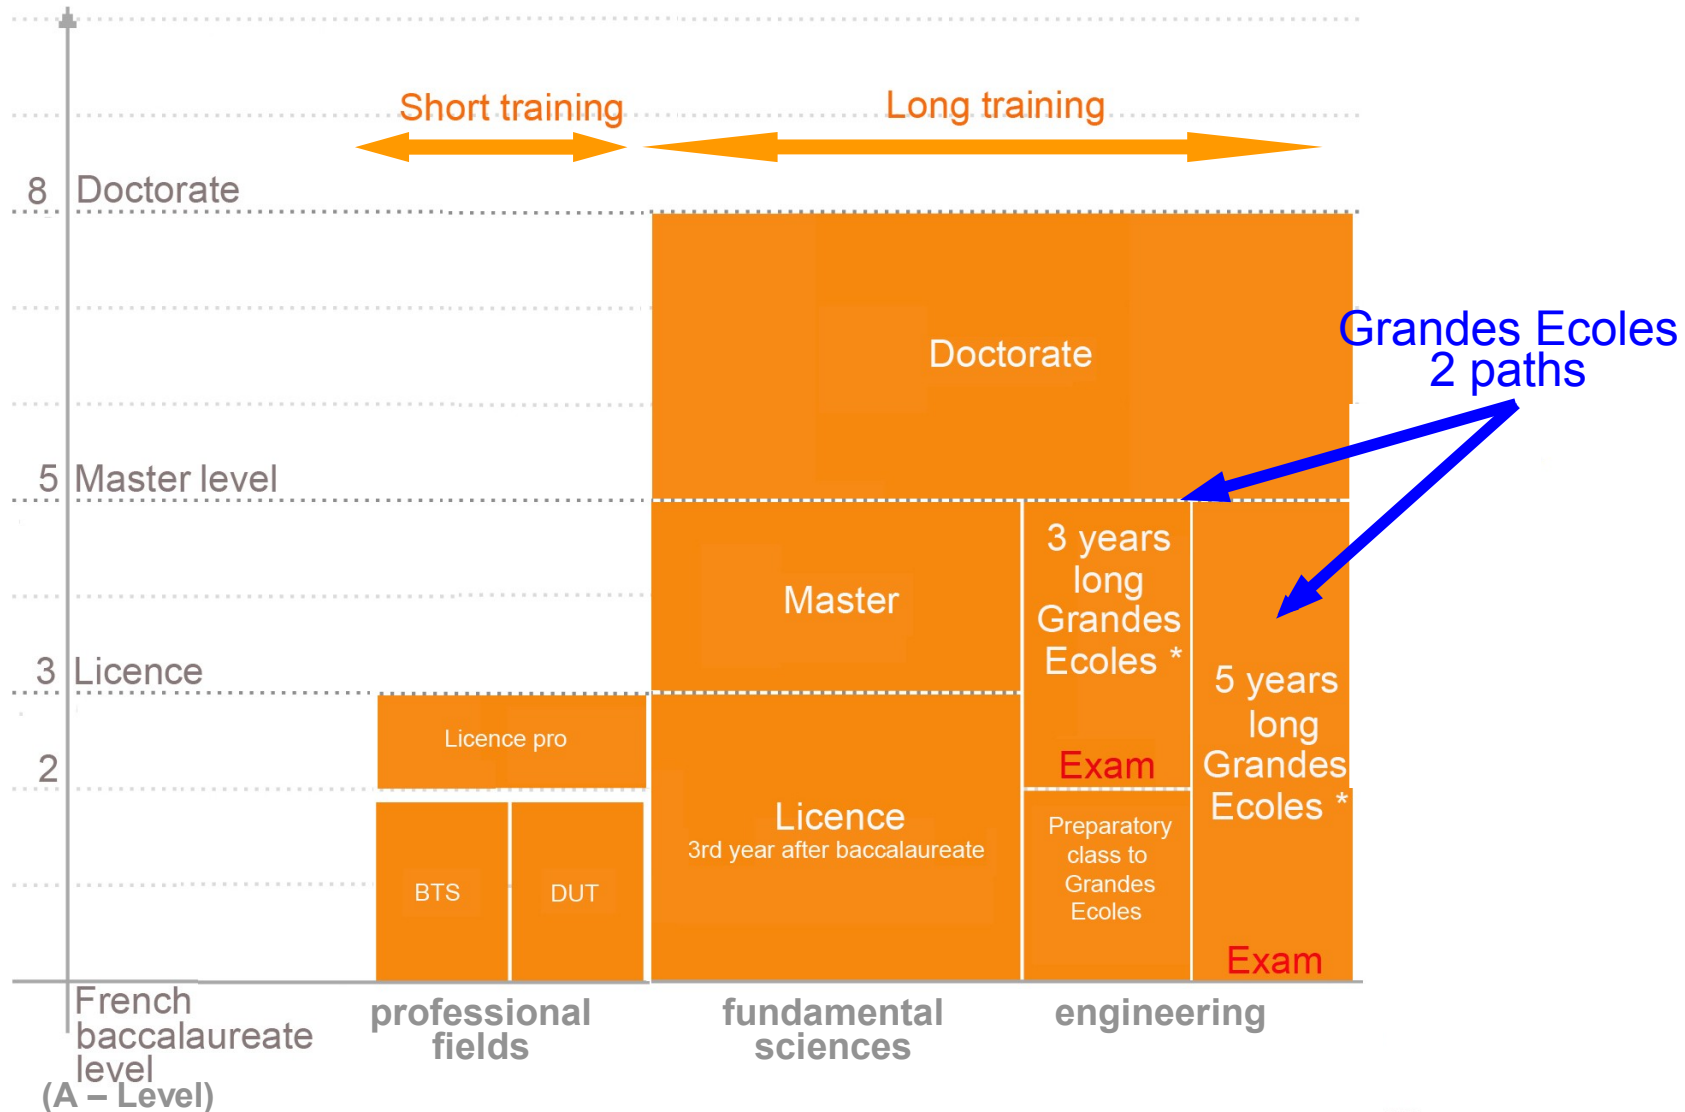 Short training
Long training
8 Doctorate
Doctorate
Grandes Ecoles
2 paths
5 Master level
3 years
long
Grandes
Ecoles *
Master
3 Licence
5 years
long
Grandes
Ecoles *
Licence pro
Exam
2
Licence
3rd year after baccalaureate
Preparatory
class to
Grandes
Ecoles
BTS
DUT
Exam
French
baccalaureate
level
(A – Level)
professional
fields
fundamental
sciences
engineering